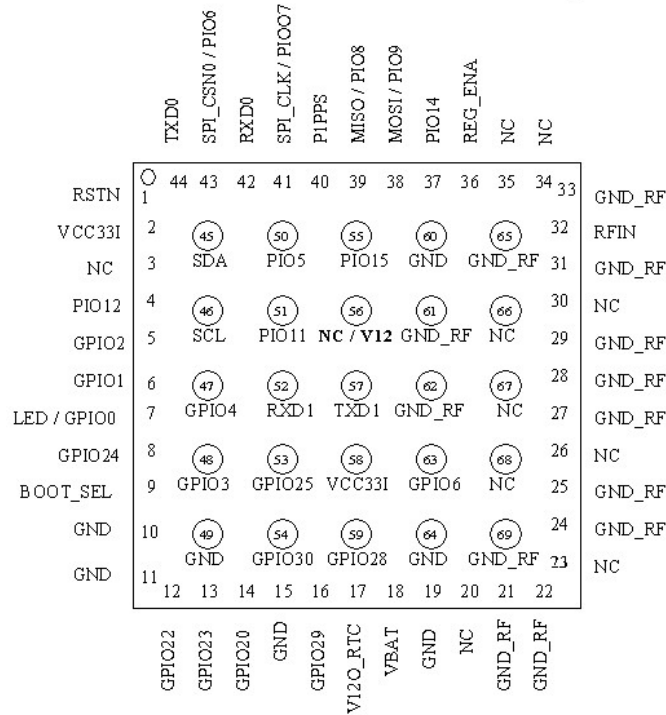 TXD0
SPI_CSN0 / PIO6
RXD0
SPI_CLK / PIO07
P1PPS
MISO / PIO8
MOSI / PIO9
PIO14
REG_ENA
NC
NC
44 43 42 41 40 39 38 37 36 35 34 33
RSTN 1 GND_RF
VCC33I 2 45 50 55 60 65 32 RFIN
SDA PIO5 PIO15 GND GND_RF
NC 3 31 GND_RF
PIO12 4 46 51 56 61 66 30 NC
SCL PIO11 NC / V12 GND_RF NC
GPIO2 5 29 GND_RF
GPIO1 6 47 52 57 62 67 28 GND_RF
GPIO4 RXD1 TXD1 GND_RF NC
LED / GPIO0 7 27 GND_RF
GPIO24 8 48 53 58 63 68 26 NC
GPIO3 GPIO25 VCC33I GPIO6 NC
BOOT_SEL 9 25 GND_RF
GND 10 49 54 59 64 69 24 GND_RF
GND GPIO30 GPIO28 GND GND_RF
GND 11 23 NC
12 13 14 15 16 17 18 19 20 21 22
GPIO22
GPIO23
GPIO20
GND
GPIO29
V12O_RTC
VBAT
GND
NC
GND_RF
GND_RF